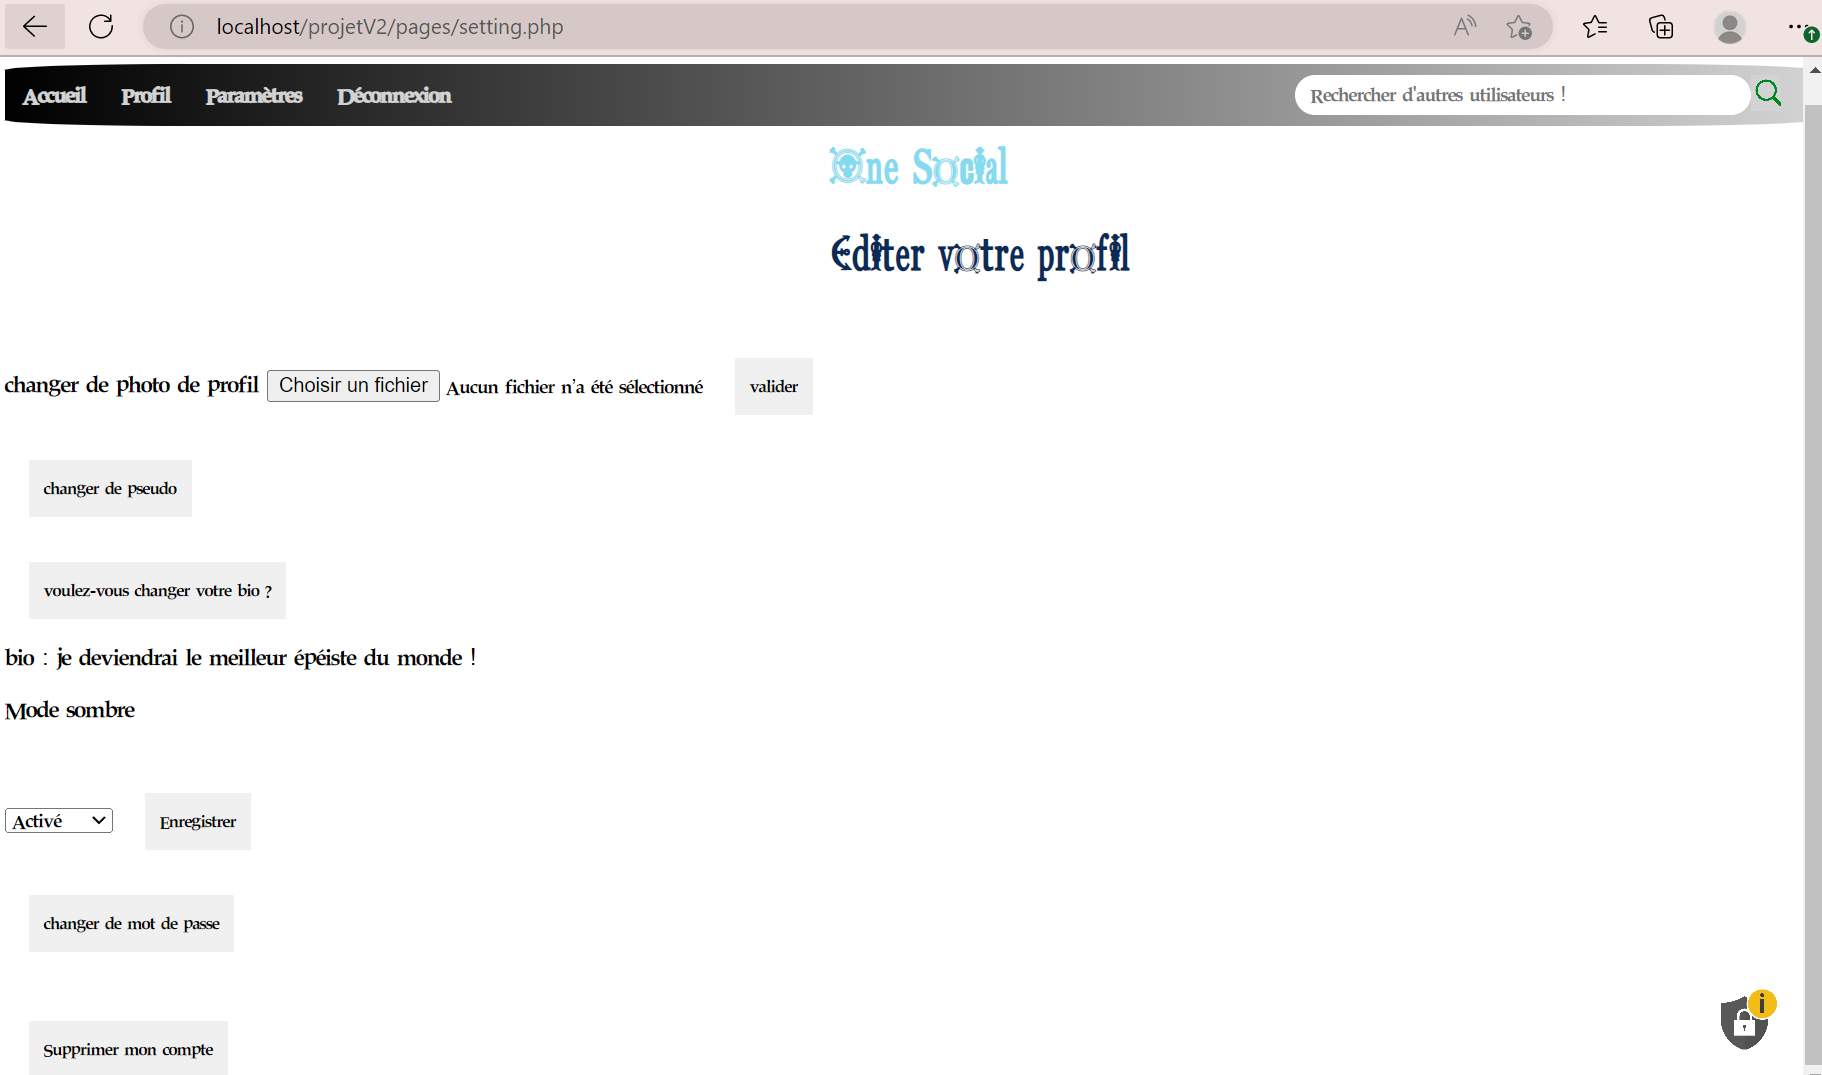 localhost/projetV2/pages/setting.php
Accueil Profil Paramètres Déconnexion Rechercher d'autres utilisateurs !
One Social
Editer votre profil
changer de photo de profil Choisir un fichier Aucun fichier n'a été sélectionné valider
changer de pseudo
voulez-vous changer votre bio ?
bio : je deviendrai le meilleur épéiste du monde !
Mode sombre
Activé Enregistrer
changer de mot de passe
Supprimer mon compte